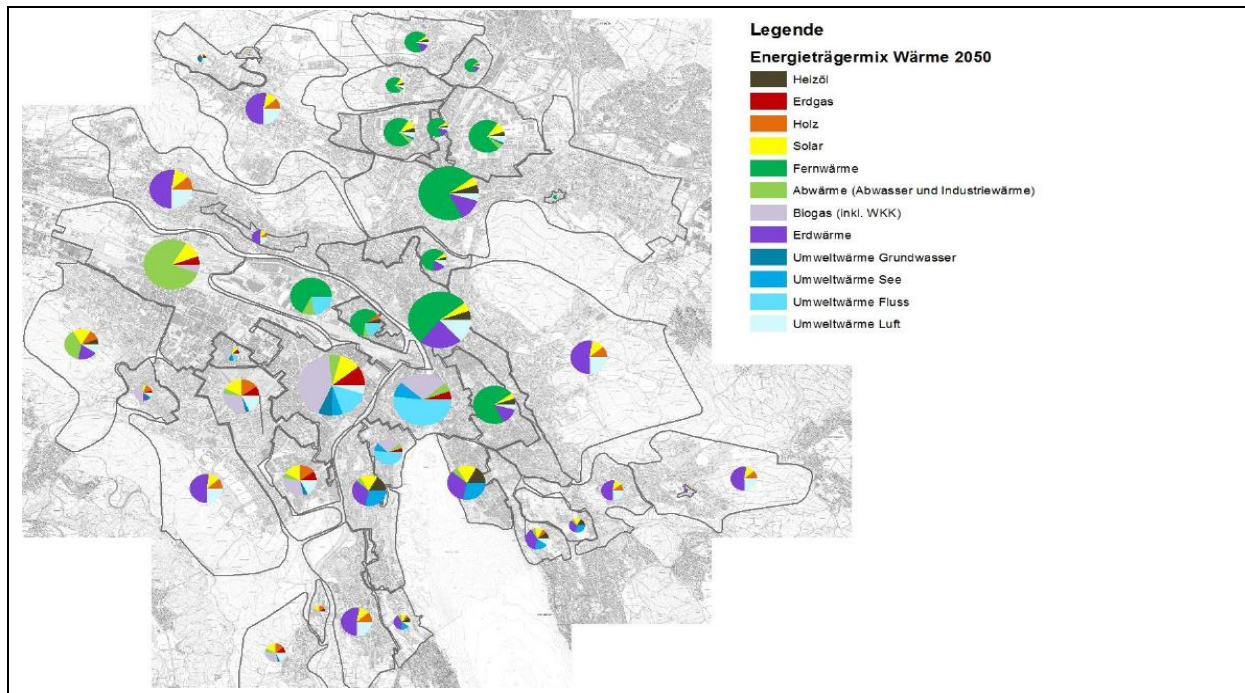 Legende
Energieträgermix Wärme 2050
Heizöl
Erdgas
Holz
Solar
Fernwärme
Abwärme (Abwasser und Industriewärme)
Biogas (inkl. WKK)
Erdwärme
Umweltwärme Grundwasser
Umweltwärme See
Umweltwärme Fluss
Umweltwärme Luft